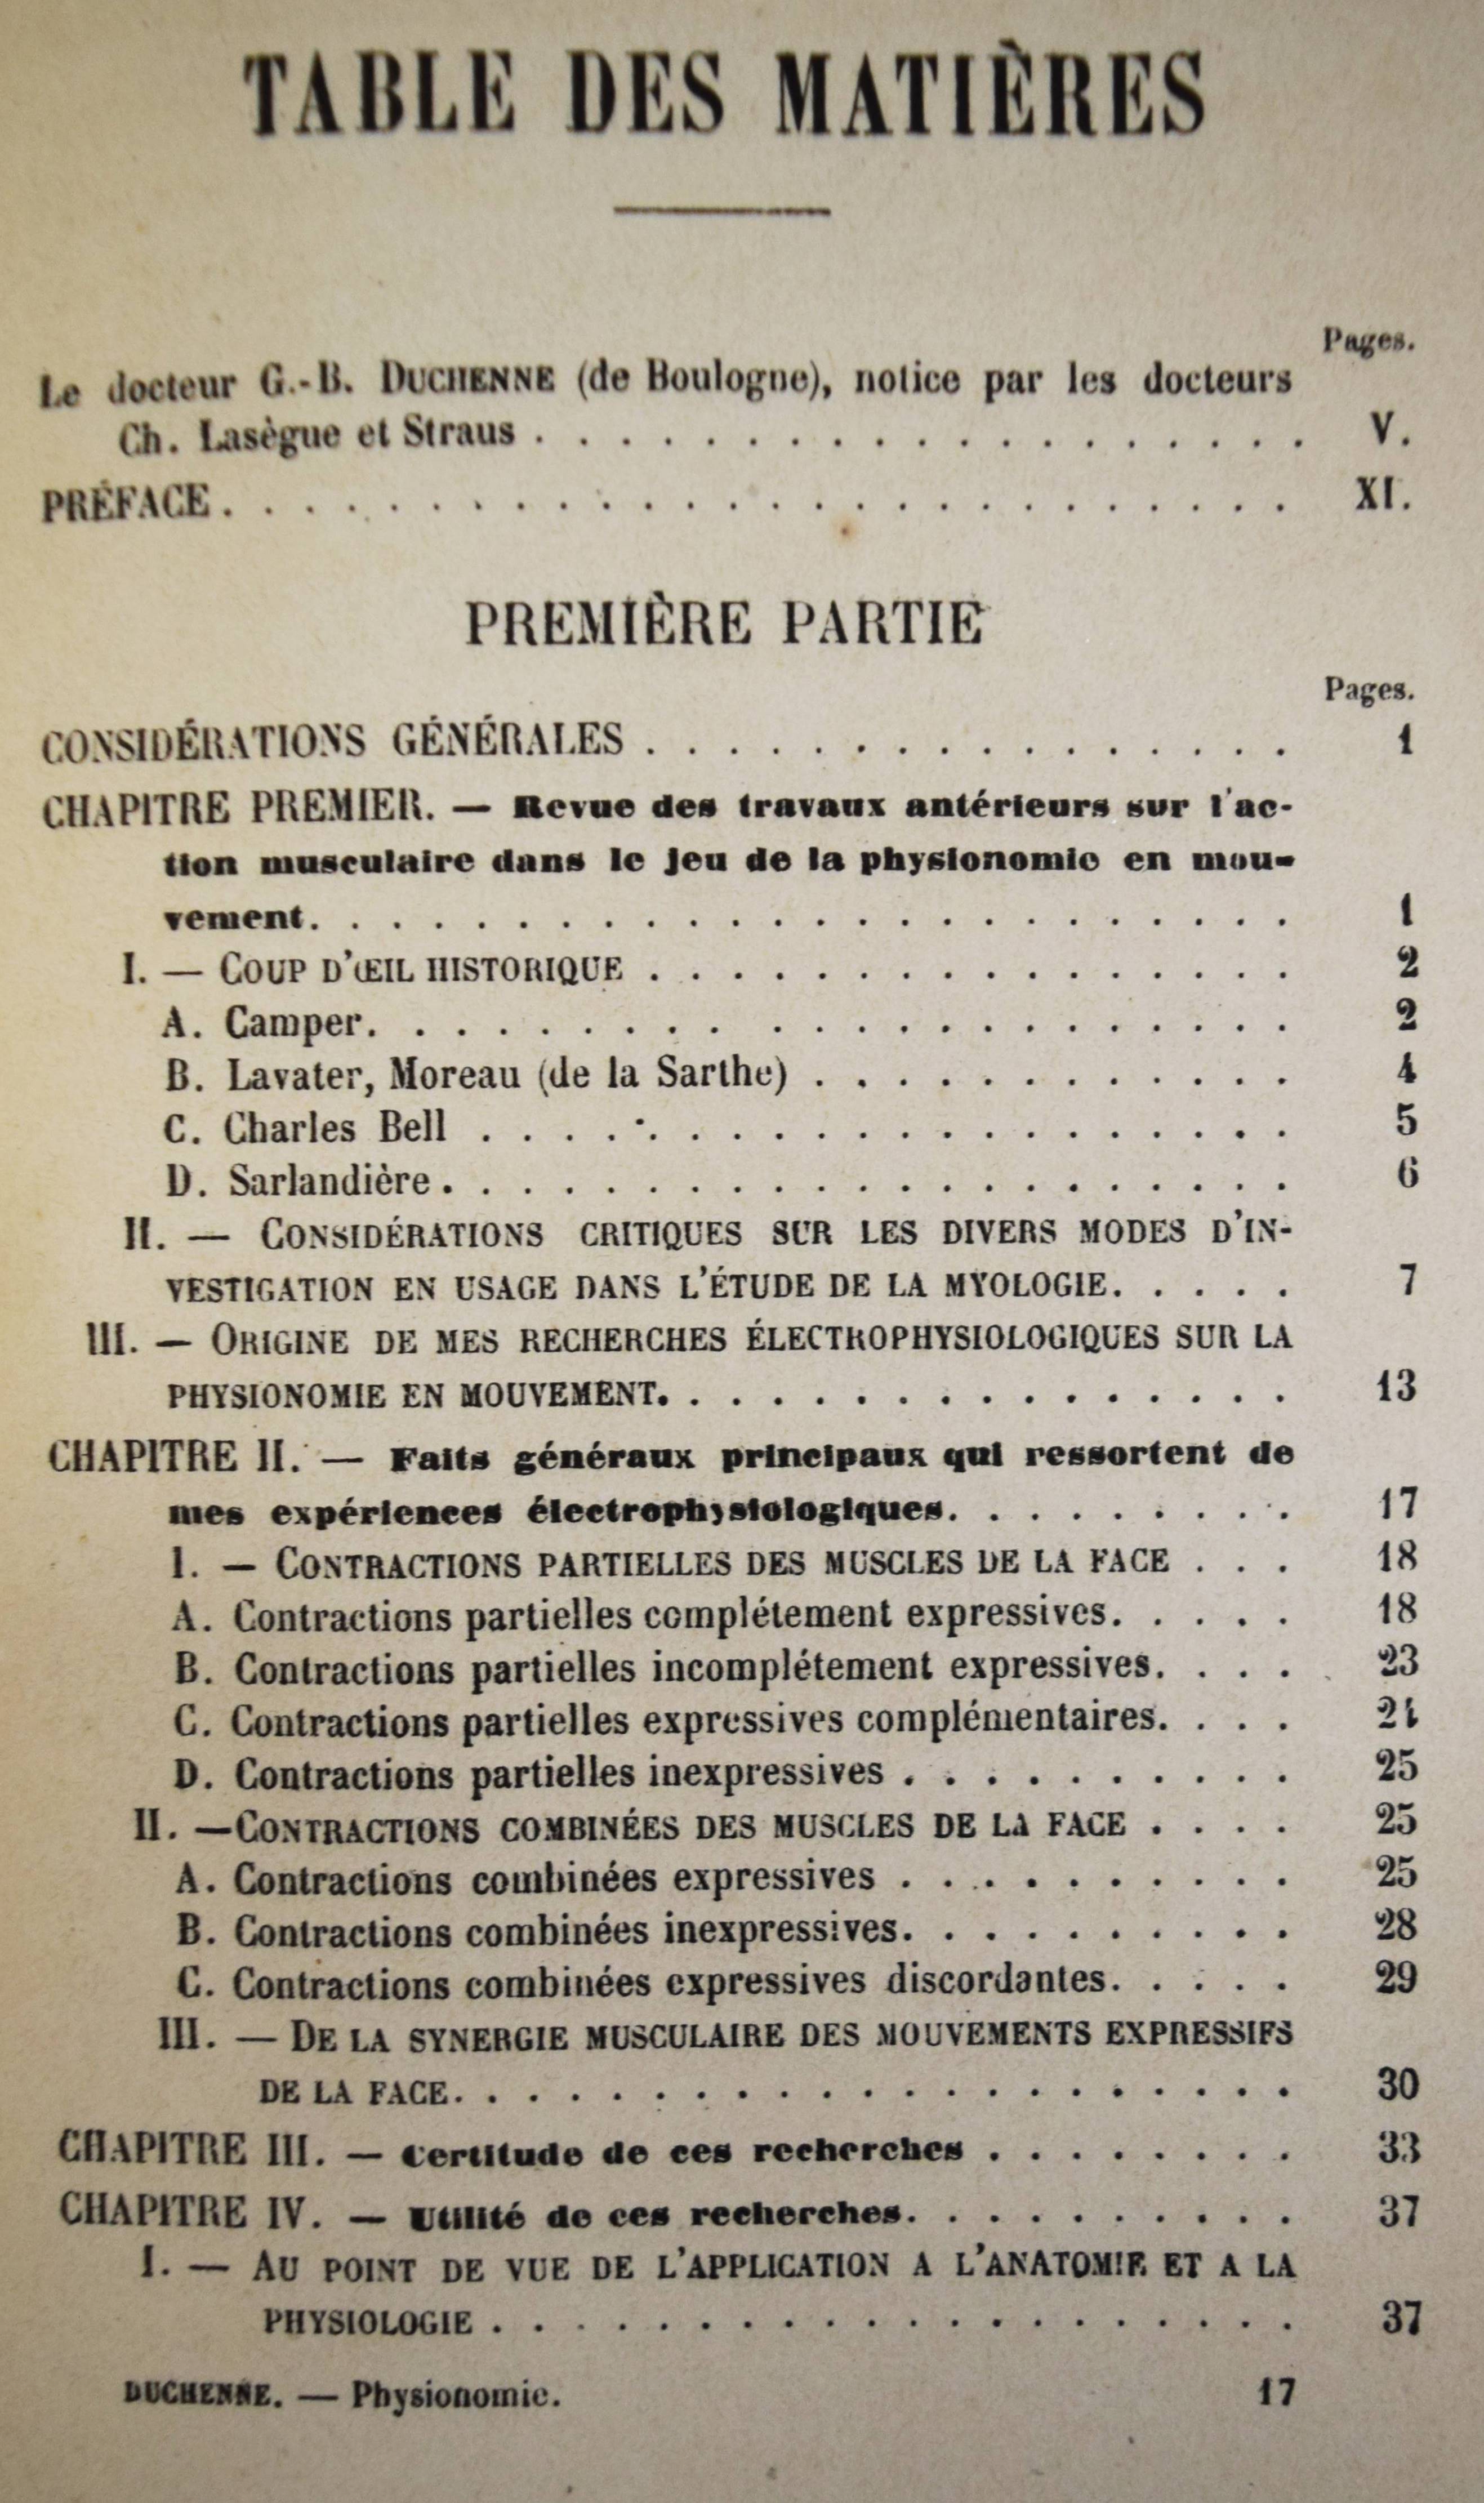 TABLE DES MATIÈRES
Pages.
Le docteur G.-B. DUCHENNE (de Boulogne), notice par les docteurs
Ch. Lasègue et Straus . . . . . . . . . . . . . . . . . . . V.
PRÉFACE. . . . . . . . . . . . . . . . . . . . . . . . . . XI.
PREMIÈRE PARTIE
Pages.
CONSIDÉRATIONS GÉNÉRALES . . . . . . . . . . . . . . . . 1
CHAPITRE PREMIER. — Revue des travaux antérieurs sur l'ac-
tion musculaire dans le jeu de la physionomie en mou-
vement. . . . . . . . . . . . . . . . . . . . . . . . 1
I. — COUP D'ŒIL HISTORIQUE . . . . . . . . . . . . . . . . 2
A. Camper. . . . . . . . . . . . . . . . . . . . . . . 2
B. Lavater, Moreau (de la Sarthe) . . . . . . . . . . . . 4
C. Charles Bell . . . . . . . . . . . . . . . . . . . . 5
D. Sarlandière. . . . . . . . . . . . . . . . . . . . . 6
II. — CONSIDÉRATIONS CRITIQUES SUR LES DIVERS MODES D'IN-
VESTIGATION EN USAGE DANS L'ÉTUDE DE LA MYOLOGIE. . . . . 7
III. — ORIGINE DE MES RECHERCHES ÉLECTROPHYSIOLOGIQUES SUR LA
PHYSIONOMIE EN MOUVEMENT. . . . . . . . . . . . . . . . 13
CHAPITRE II. — Faits généraux principaux qui ressortent de
mes expériences électrophysiologiques. . . . . . . . . 17
I. — CONTRACTIONS PARTIELLES DES MUSCLES DE LA FACE . . . 18
A. Contractions partielles complétement expressives. . . . . 18
B. Contractions partielles incomplétement expressives. . . . 23
C. Contractions partielles expressives complémentaires. . . . 24
D. Contractions partielles inexpressives . . . . . . . . . . 25
II. —CONTRACTIONS COMBINÉES DES MUSCLES DE LA FACE . . . . 25
A. Contractions combinées expressives . . . . . . . . . . 25
B. Contractions combinées inexpressives. . . . . . . . . . 28
C. Contractions combinées expressives discordantes. . . . . 29
III. — DE LA SYNERGIE MUSCULAIRE DES MOUVEMENTS EXPRESSIFS
DE LA FACE. . . . . . . . . . . . . . . . . . . . . 30
CHAPITRE III. — Certitude de ces recherches . . . . . . . . 33
CHAPITRE IV. — Utilité de ces recherches. . . . . . . . . . 37
I. — AU POINT DE VUE DE L'APPLICATION A L'ANATOMIE ET A LA
PHYSIOLOGIE . . . . . . . . . . . . . . . . . . . . 37
DUCHENNE. — Physionomie. 17